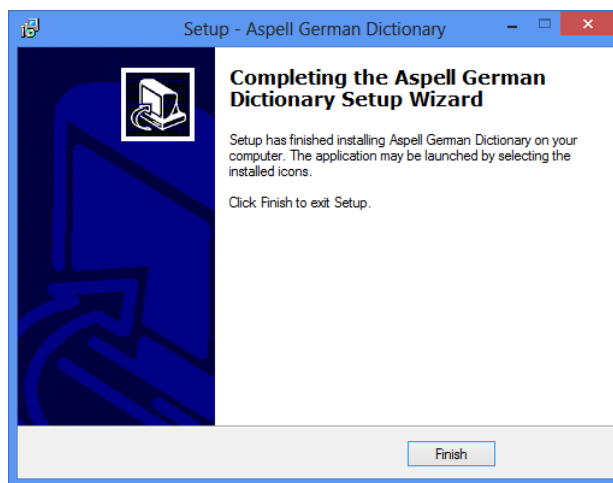 Setup - Aspell German Dictionary
Completing the Aspell German
Dictionary Setup Wizard
Setup has finished installing Aspell German Dictionary on your
computer. The application may be launched by selecting the
installed icons.
Click Finish to exit Setup.
Finish